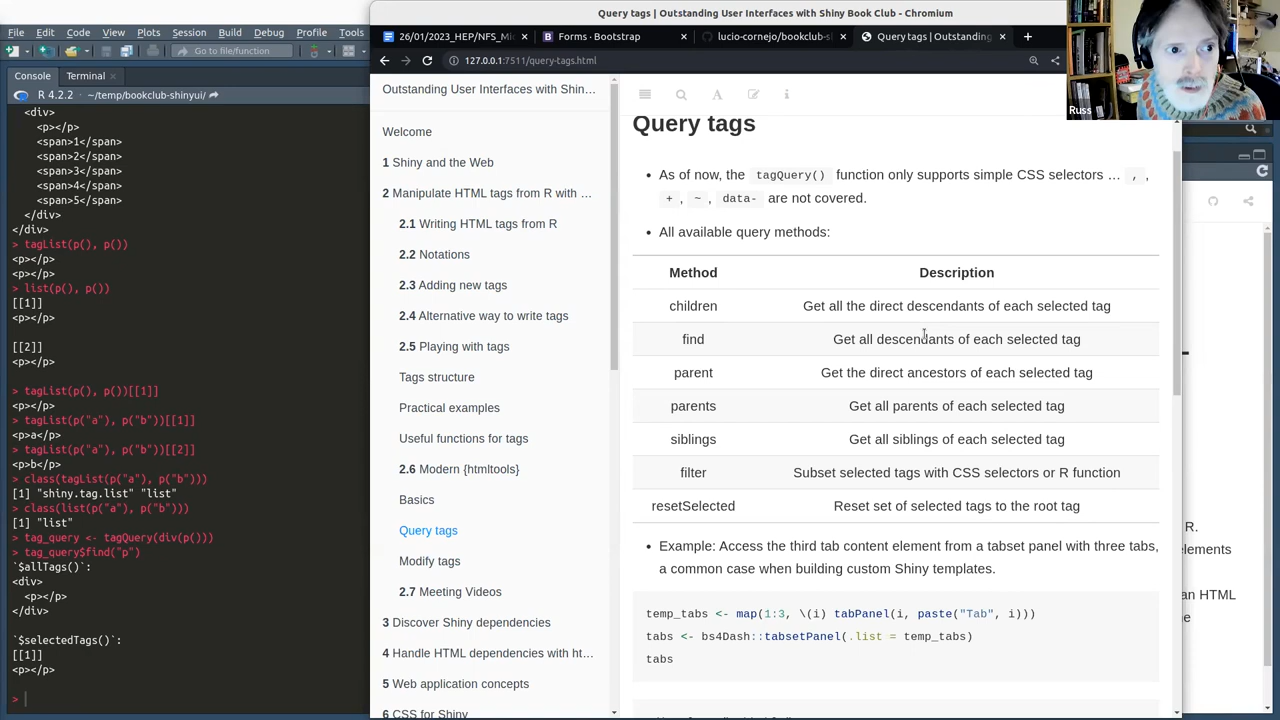 Query tags | Outstanding User Interfaces with Shiny Book Club - Chromium
File Edit Code View Plots Session Build Debug Profile Tools
Go to file/function
Console Terminal
R 4.2.2 · ~/temp/bookclub-shinyui/
<div>
<p></p>
<span>1</span>
<span>2</span>
<span>3</span>
<span>4</span>
<span>5</span>
</div>
</div>
> tagList(p(), p())
<p></p>
<p></p>
> list(p(), p())
[[1]]
<p></p>
[[2]]
<p></p>
> tagList(p(), p())[[1]]
<p></p>
> tagList(p("a"), p("b"))[[1]]
<p>a</p>
> tagList(p("a"), p("b"))[[2]]
<p>b</p>
> class(tagList(p("a"), p("b")))
[1] "shiny.tag.list" "list"
> class(list(p("a"), p("b")))
[1] "list"
> tag_query <- tagQuery(div(p()))
> tag_query$find("p")
`$allTags()`:
<div>
<p></p>
</div>
`$selectedTags()`:
[[1]]
<p></p>
>
26/01/2023_HEP/NFS_Mi
Forms · Bootstrap
lucio-cornejo/bookclub-s
Query tags | Outstanding
127.0.0.1:7511/query-tags.html
Outstanding User Interfaces with Shin…
Welcome
1 Shiny and the Web
2 Manipulate HTML tags from R with …
2.1 Writing HTML tags from R
2.2 Notations
2.3 Adding new tags
2.4 Alternative way to write tags
2.5 Playing with tags
Tags structure
Practical examples
Useful functions for tags
2.6 Modern {htmltools}
Basics
Query tags
Modify tags
2.7 Meeting Videos
3 Discover Shiny dependencies
4 Handle HTML dependencies with ht…
5 Web application concepts
6 CSS for Shiny
Query tags
• As of now, the tagQuery() function only supports simple CSS selectors … , ,
+ , ~ , data- are not covered.
• All available query methods:
Method Description
children Get all the direct descendants of each selected tag
find Get all descendants of each selected tag
parent Get the direct ancestors of each selected tag
parents Get all parents of each selected tag
siblings Get all siblings of each selected tag
filter Subset selected tags with CSS selectors or R function
resetSelected Reset set of selected tags to the root tag
• Example: Access the third tab content element from a tabset panel with three tabs,
a common case when building custom Shiny templates.
temp_tabs <- map(1:3, \(i) tabPanel(i, paste("Tab", i)))
tabs <- bs4Dash::tabsetPanel(.list = temp_tabs)
tabs
Russ
R.
elements
an HTML
e